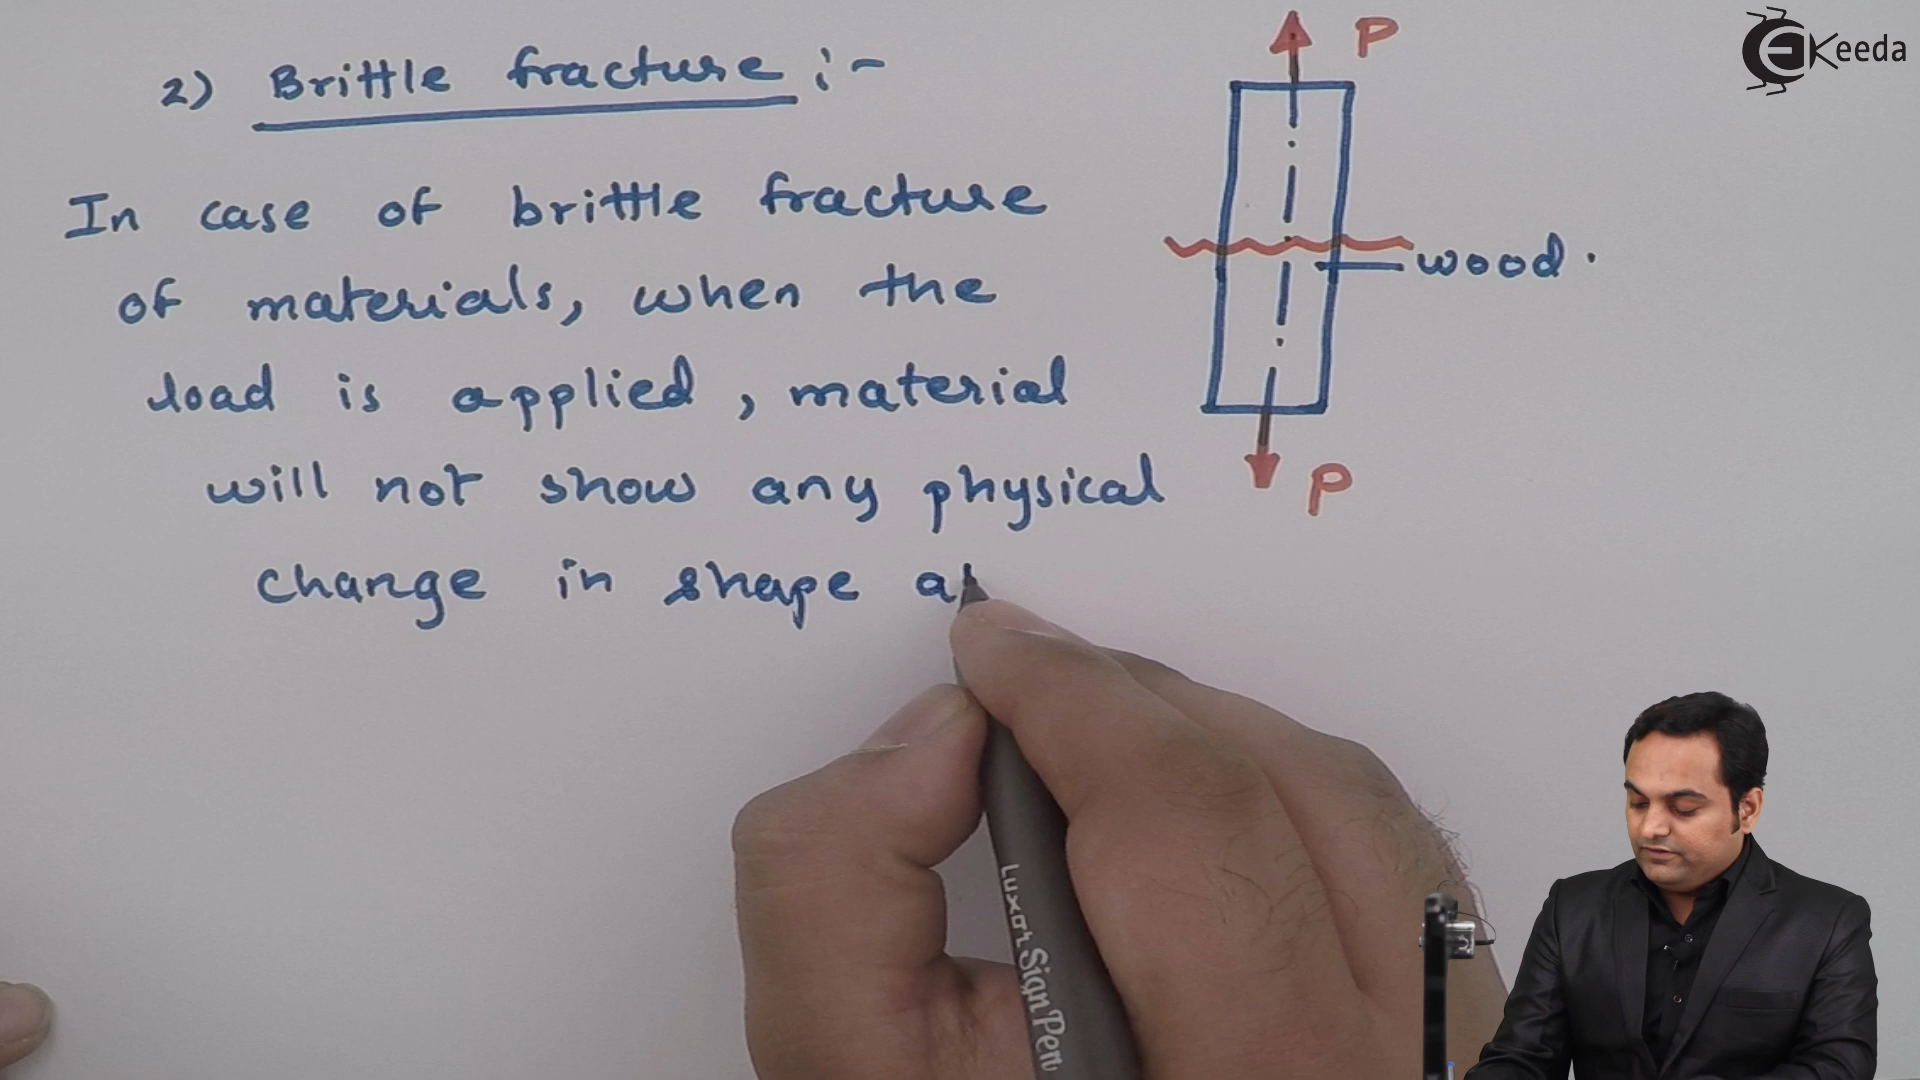 2) Brittle fracture :-
In case of brittle fracture
of materials, when the
load is applied, material
will not show any physical
change in shape
P
wood.
P
Ekeeda
Luxor Sign Pen